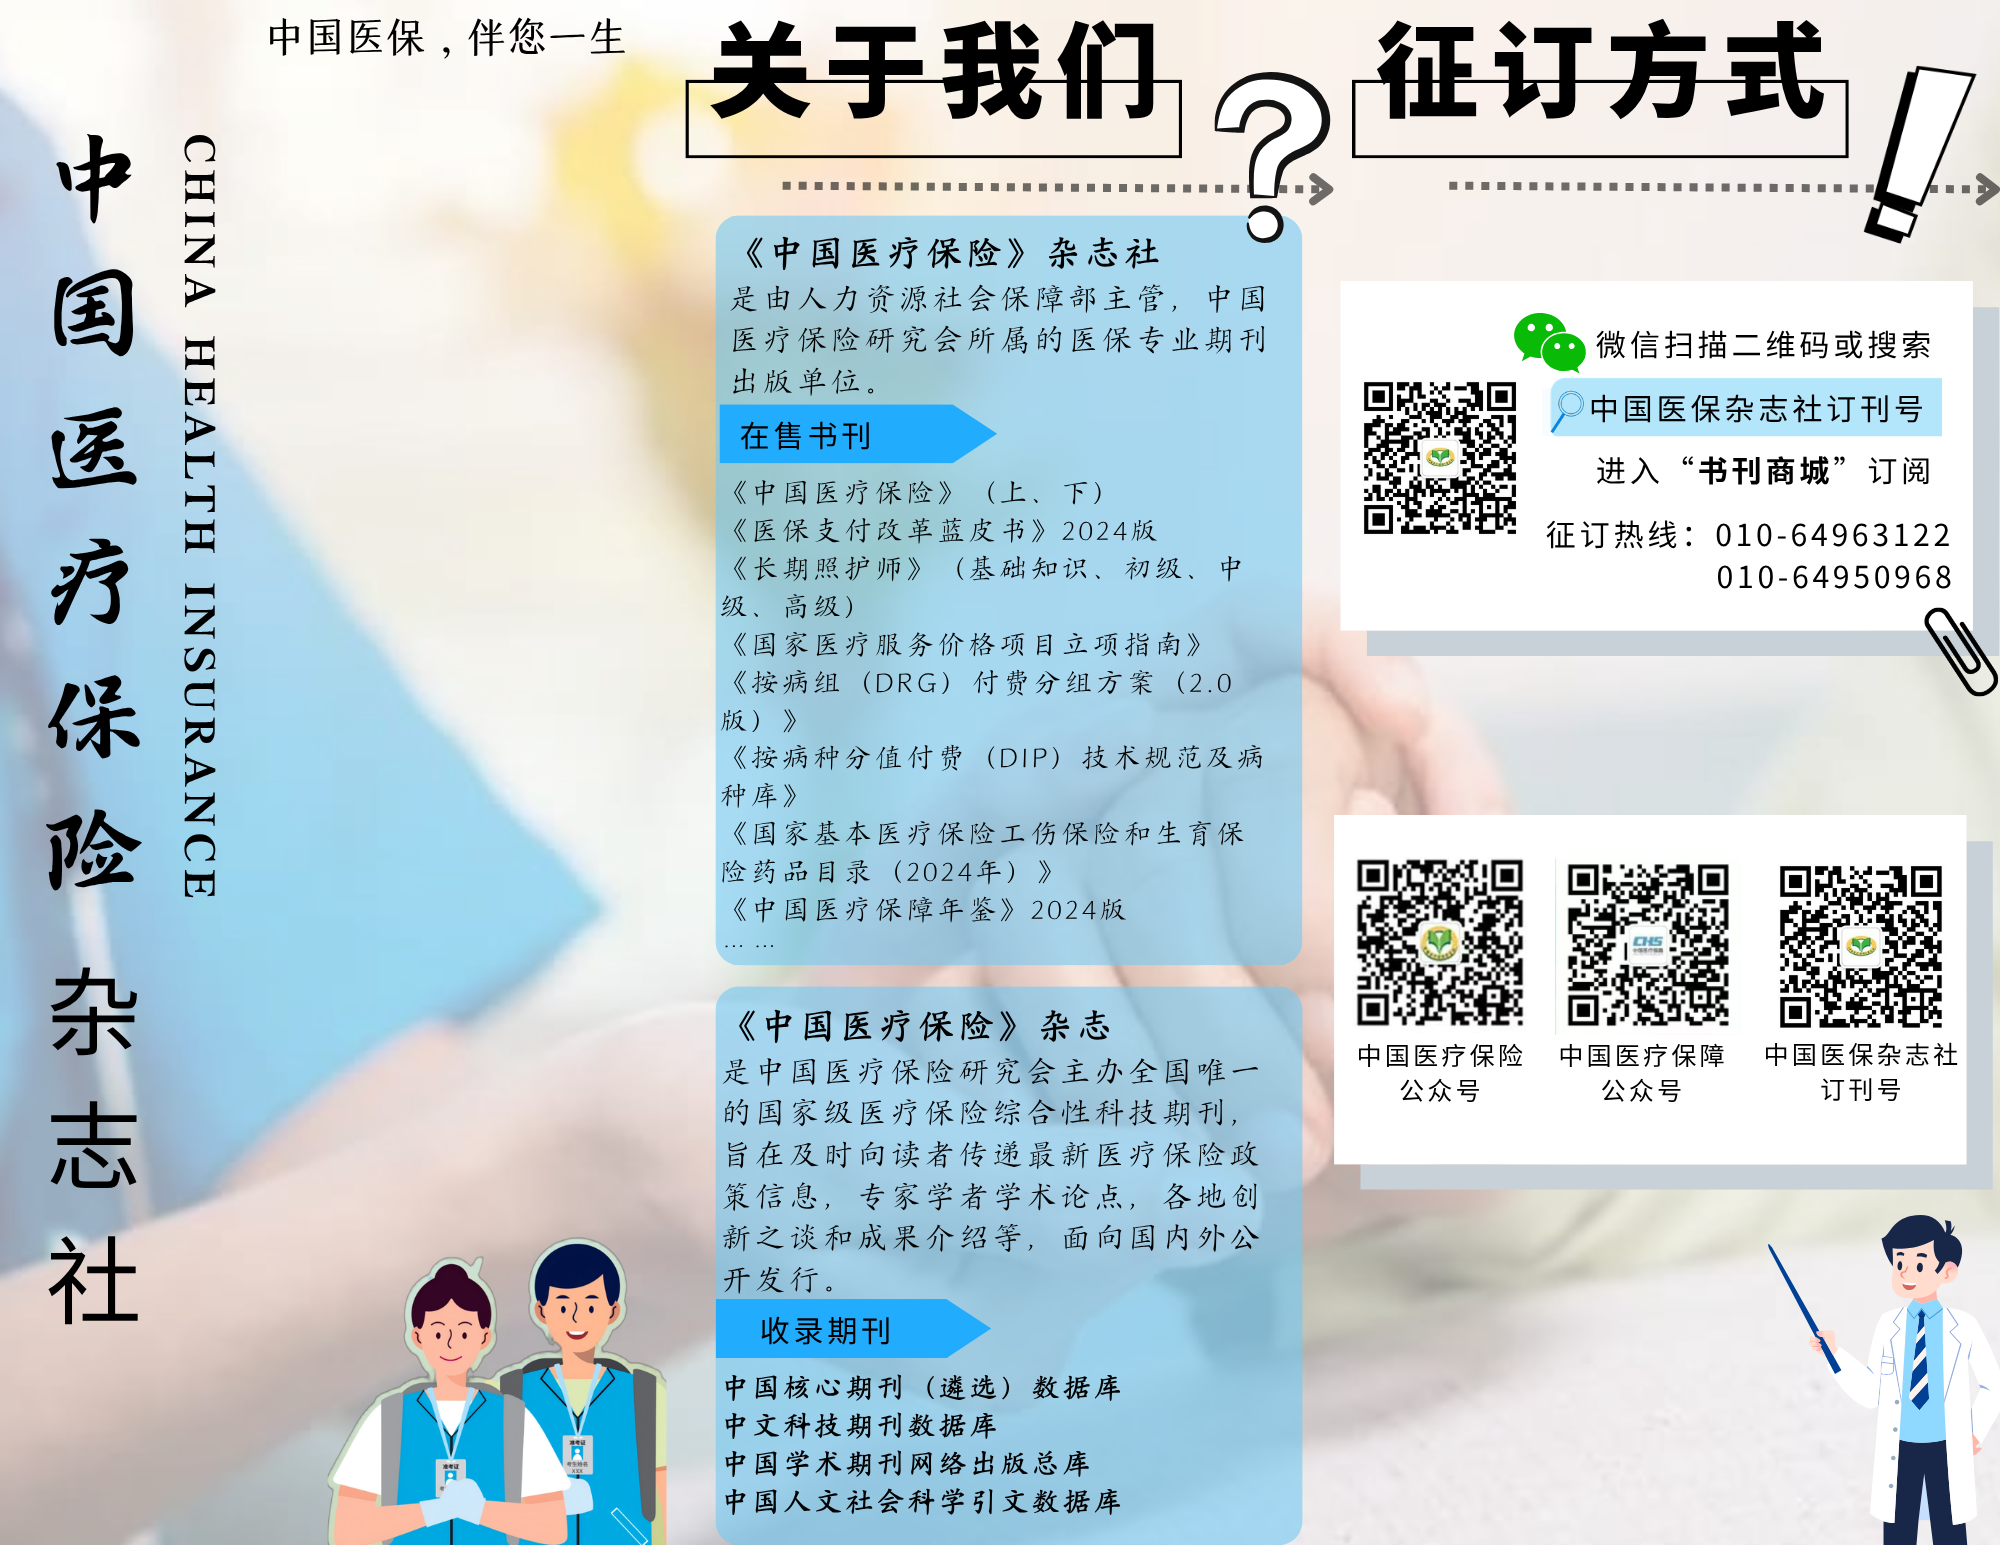 中国医保，伴您一生
中国医疗保险杂志社
CHINA HEALTH INSURANCE
关于我们
《中国医疗保险》杂志社
是由人力资源社会保障部主管，中国
医疗保险研究会所属的医保专业期刊
出版单位。
在售书刊
《中国医疗保险》（上、下）
《医保支付改革蓝皮书》2024版
《长期照护师》（基础知识、初级、中
级、高级）
《国家医疗服务价格项目立项指南》
《按病组（DRG）付费分组方案（2.0
版）》
《按病种分值付费（DIP）技术规范及病
种库》
《国家基本医疗保险工伤保险和生育保
险药品目录（2024年）》
《中国医疗保障年鉴》2024版
... ...
《中国医疗保险》杂志
是中国医疗保险研究会主办全国唯一
的国家级医疗保险综合性科技期刊，
旨在及时向读者传递最新医疗保险政
策信息，专家学者学术论点，各地创
新之谈和成果介绍等，面向国内外公
开发行。
收录期刊
中国核心期刊（遴选）数据库
中文科技期刊数据库
中国学术期刊网络出版总库
中国人文社会科学引文数据库
征订方式
微信扫描二维码或搜索
中国医保杂志社订刊号
进入“书刊商城”订阅
征订热线：010-64963122
010-64950968
CHS
中国医疗保险
公众号
中国医疗保障
公众号
中国医保杂志社
订刊号
准考证
考生姓名
XXX
准考证